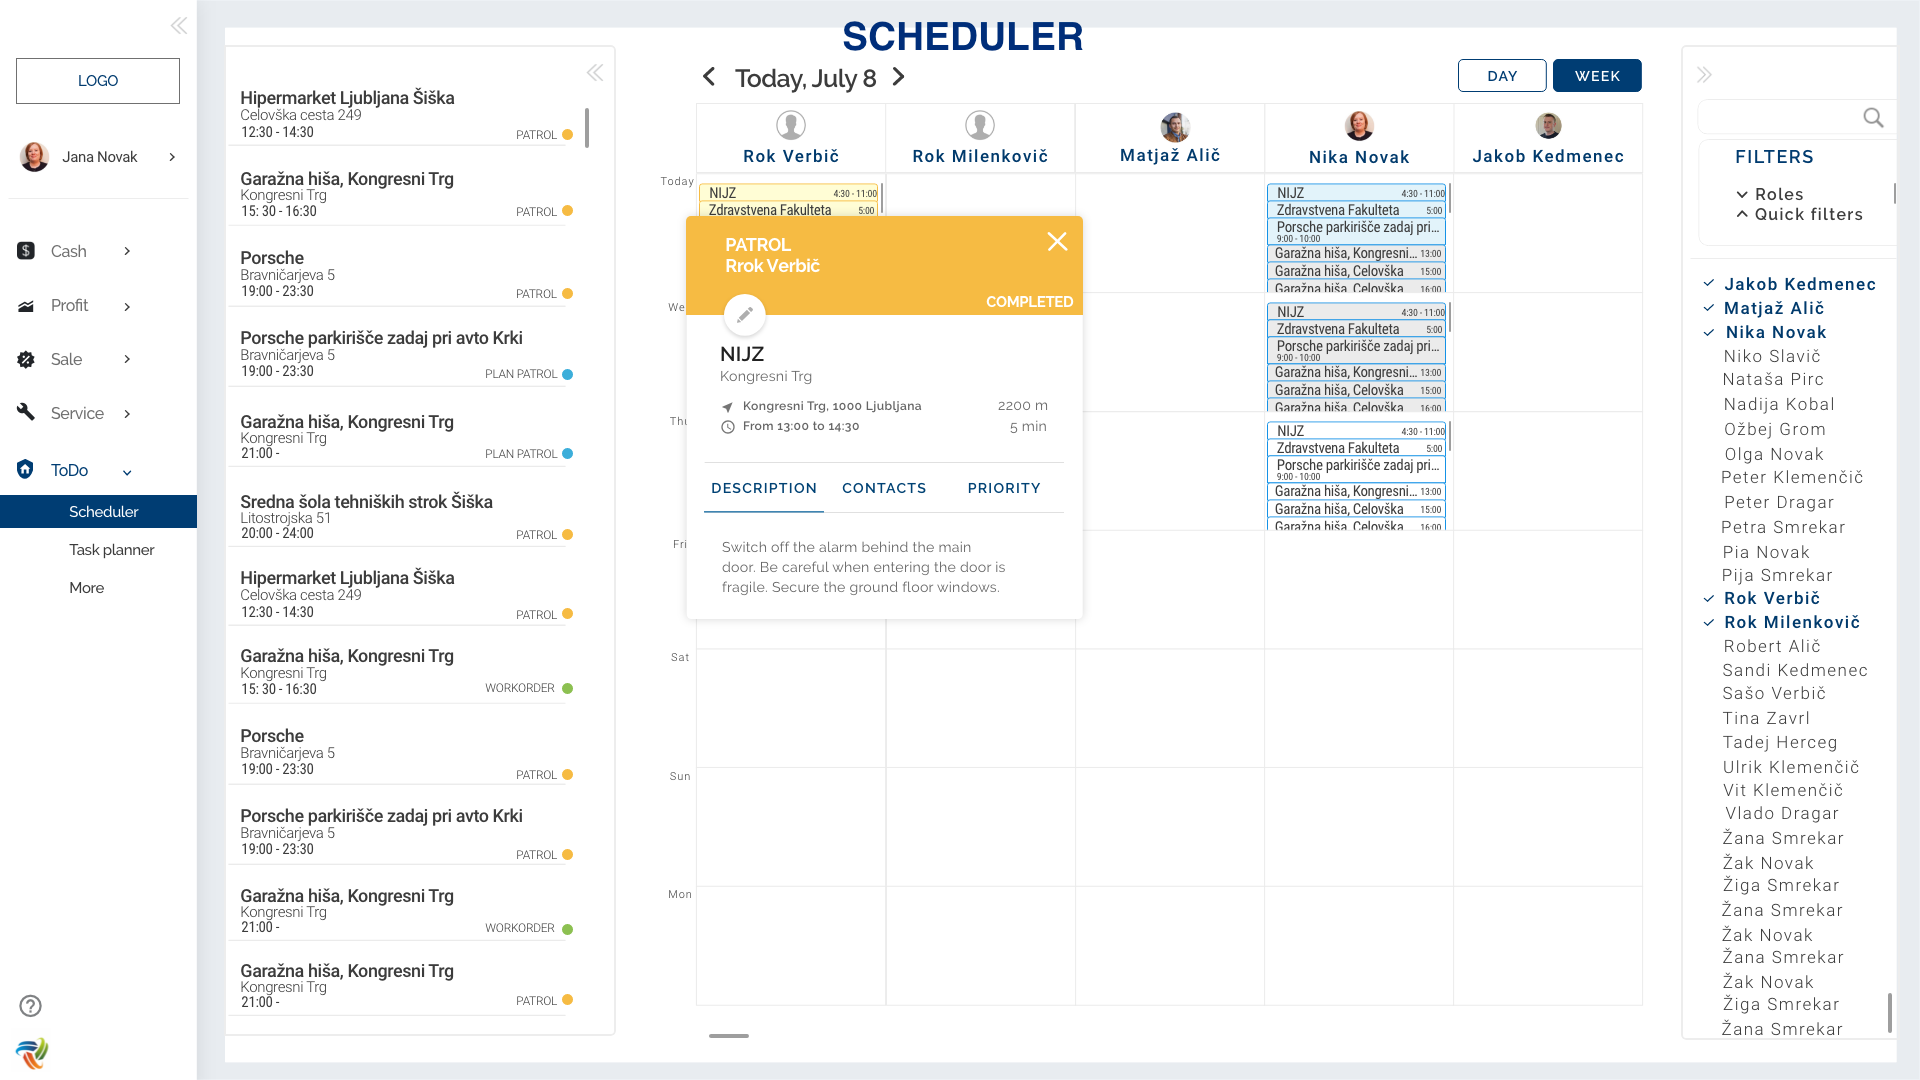 SCHEDULER
LOGO
Jana Novak
Cash
Profit
Sale
Service
ToDo
Scheduler
Task planner
More
Hipermarket Ljubljana Šiška
Celovška cesta 249
12:30 - 14:30
PATROL
Garažna hiša, Kongresni Trg
Kongresni Trg
15: 30 - 16:30
PATROL
Porsche
Bravničarjeva 5
19:00 - 23:30
PATROL
Porsche parkirišče zadaj pri avto Krki
Bravničarjeva 5
19:00 - 23:30
PLAN PATROL
Garažna hiša, Kongresni Trg
Kongresni Trg
21:00 -
PLAN PATROL
Sredna šola tehniških strok Šiška
Litostrojska 51
20:00 - 24:00
PATROL
Hipermarket Ljubljana Šiška
Celovška cesta 249
12:30 - 14:30
PATROL
Garažna hiša, Kongresni Trg
Kongresni Trg
15: 30 - 16:30
WORKORDER
Porsche
Bravničarjeva 5
19:00 - 23:30
PATROL
Porsche parkirišče zadaj pri avto Krki
Bravničarjeva 5
19:00 - 23:30
PATROL
Garažna hiša, Kongresni Trg
Kongresni Trg
21:00 -
WORKORDER
Garažna hiša, Kongresni Trg
Kongresni Trg
21:00 -
PATROL
Today, July 8
DAY
WEEK
Rok Verbič
Rok Milenkovič
Matjaž Alič
Nika Novak
Jakob Kedmenec
Today
NIJZ 4:30 - 11:00
Zdravstvena Fakulteta 5:00
NIJZ 4:30 - 11:00
Zdravstvena Fakulteta 5:00
Porsche parkirišče zadaj pri...
9:00 - 10:00
Garažna hiša, Kongresni... 13:00
Garažna hiša, Celovška 15:00
Garažna hiša, Celovška 16:00
We
NIJZ 4:30 - 11:00
Zdravstvena Fakulteta 5:00
Porsche parkirišče zadaj pri...
9:00 - 10:00
Garažna hiša, Kongresni... 13:00
Garažna hiša, Celovška 15:00
Garažna hiša, Celovška 16:00
Thu
NIJZ 4:30 - 11:00
Zdravstvena Fakulteta 5:00
Porsche parkirišče zadaj pri...
9:00 - 10:00
Garažna hiša, Kongresni... 13:00
Garažna hiša, Celovška 15:00
Garažna hiša, Celovška 16:00
Fri
Sat
Sun
Mon
PATROL
Rrok Verbič
COMPLETED
NIJZ
Kongresni Trg
Kongresni Trg, 1000 Ljubljana 2200 m
From 13:00 to 14:30 5 min
DESCRIPTION CONTACTS PRIORITY
Switch off the alarm behind the main
door. Be careful when entering the door is
fragile. Secure the ground floor windows.
FILTERS
Roles
Quick filters
Jakob Kedmenec
Matjaž Alič
Nika Novak
Niko Slavič
Nataša Pirc
Nadija Kobal
Ožbej Grom
Olga Novak
Peter Klemenčič
Peter Dragar
Petra Smrekar
Pia Novak
Pija Smrekar
Rok Verbič
Rok Milenkovič
Robert Alič
Sandi Kedmenec
Sašo Verbič
Tina Zavrl
Tadej Herceg
Ulrik Klemenčič
Vit Klemenčič
Vlado Dragar
Žana Smrekar
Žak Novak
Žiga Smrekar
Žana Smrekar
Žak Novak
Žana Smrekar
Žak Novak
Žiga Smrekar
Žana Smrekar